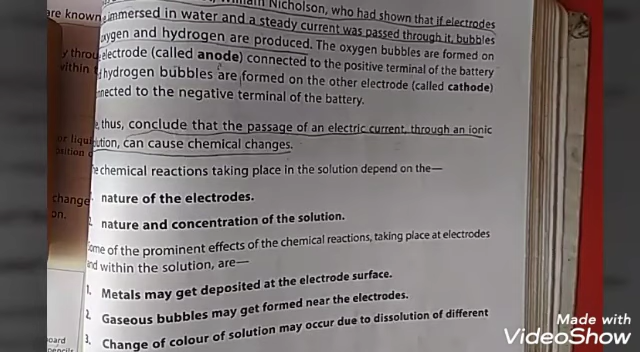 Nicholson, who had shown that if electrodes
are known immersed in water and a steady current was passed through it, bubbles
oxygen and hydrogen are produced. The oxygen bubbles are formed on
electrode (called anode) connected to the positive terminal of the battery
hydrogen bubbles are formed on the other electrode (called cathode)
connected to the negative terminal of the battery.
thus, conclude that the passage of an electric current, through an ionic
can cause chemical changes.
chemical reactions taking place in the solution depend on the—
change nature of the electrodes.
on.
nature and concentration of the solution.
Some of the prominent effects of the chemical reactions, taking place at electrodes
and within the solution, are—
1. Metals may get deposited at the electrode surface.
2. Gaseous bubbles may get formed near the electrodes.
3. Change of colour of solution may occur due to dissolution of different
Made with
VideoShow